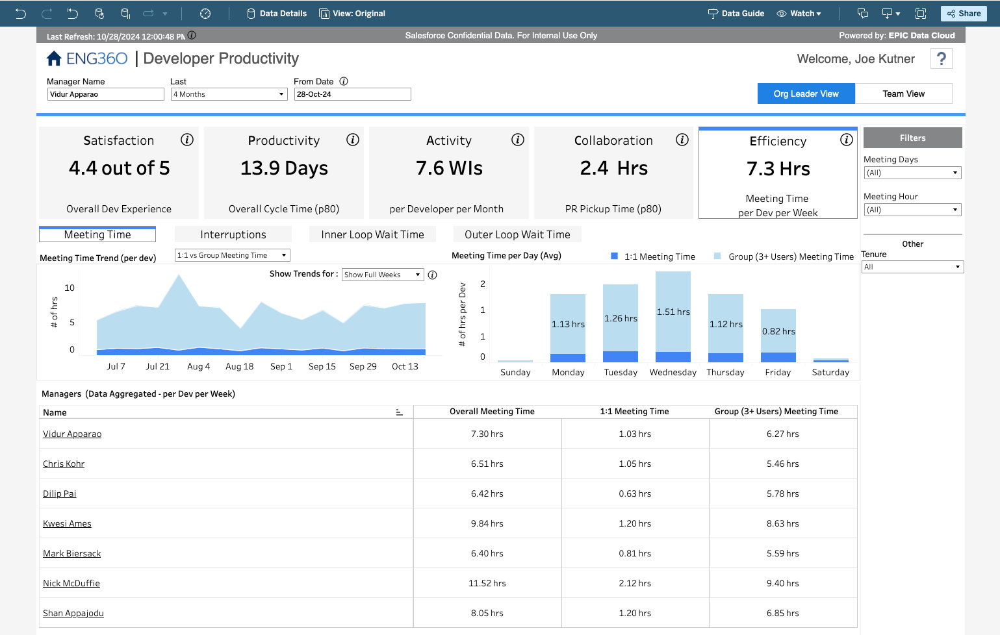 Data Details
View: Original
Data Guide
Watch
Share
Last Refresh: 10/28/2024 12:00:48 PM
Salesforce Confidential Data. For Internal Use Only
Powered by: EPIC Data Cloud
ENG360 | Developer Productivity
Welcome, Joe Kutner
?
Manager Name
Last
From Date
Vidur Apparao
4 Months
28-Oct-24
Org Leader View
Team View
Satisfaction
4.4 out of 5
Overall Dev Experience
Productivity
13.9 Days
Overall Cycle Time (p80)
Activity
7.6 WIs
per Developer per Month
Collaboration
2.4 Hrs
PR Pickup Time (p80)
Efficiency
7.3 Hrs
Meeting Time
per Dev per Week
Filters
Meeting Days
(All)
Meeting Hour
(All)
Other
Tenure
All
Meeting Time
Interruptions
Inner Loop Wait Time
Outer Loop Wait Time
Meeting Time Trend (per dev)
1:1 vs Group Meeting Time
Show Trends for :
Show Full Weeks
# of hrs
10
5
0
Jul 7
Jul 21
Aug 4
Aug 18
Sep 1
Sep 15
Sep 29
Oct 13
Meeting Time per Day (Avg)
1:1 Meeting Time
Group (3+ Users) Meeting Time
# of hrs per Dev
2
1
1
0
1.13 hrs
1.26 hrs
1.51 hrs
1.12 hrs
0.82 hrs
Sunday
Monday
Tuesday
Wednesday
Thursday
Friday
Saturday
Managers (Data Aggregated - per Dev per Week)
Name
Overall Meeting Time
1:1 Meeting Time
Group (3+ Users) Meeting Time
Vidur Apparao 7.30 hrs 1.03 hrs 6.27 hrs
Chris Kohr 6.51 hrs 1.05 hrs 5.46 hrs
Dilip Pai 6.42 hrs 0.63 hrs 5.78 hrs
Kwesi Ames 9.84 hrs 1.20 hrs 8.63 hrs
Mark Biersack 6.40 hrs 0.81 hrs 5.59 hrs
Nick McDuffie 11.52 hrs 2.12 hrs 9.40 hrs
Shan Appajodu 8.05 hrs 1.20 hrs 6.85 hrs